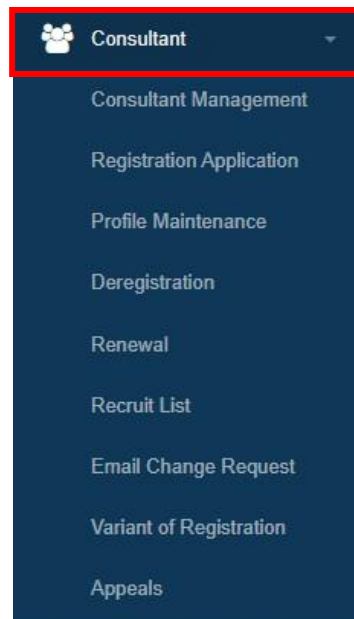 Consultant
Consultant Management
Registration Application
Profile Maintenance
Deregistration
Renewal
Recruit List
Email Change Request
Variant of Registration
Appeals